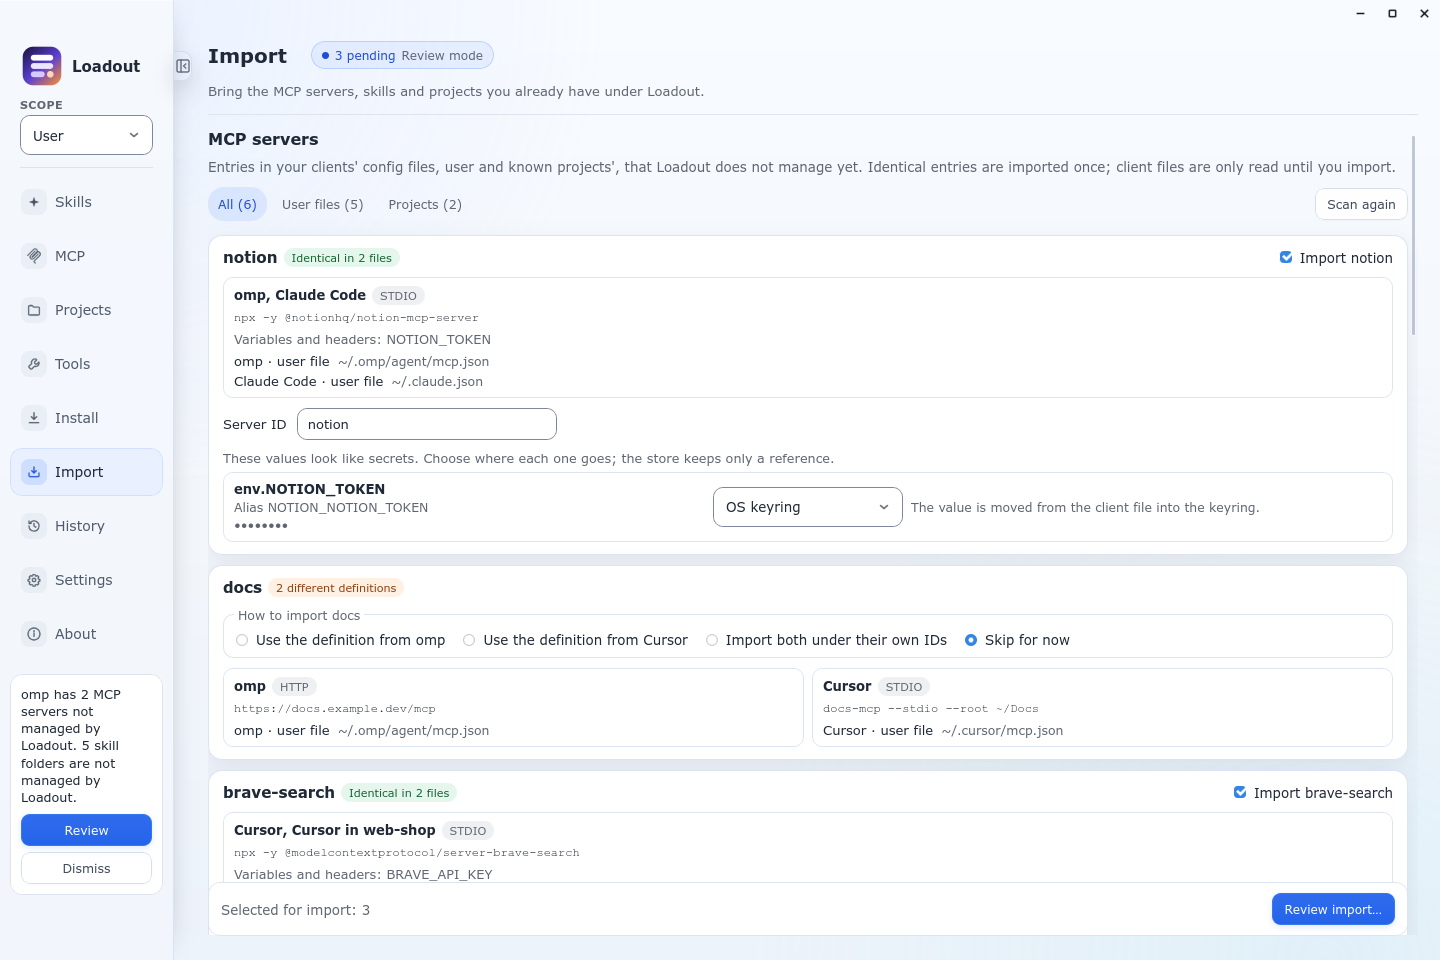 Loadout
SCOPE
User
Skills
MCP
Projects
Tools
Install
Import
History
Settings
About
omp has 2 MCP
servers not
managed by
Loadout. 5 skill
folders are not
managed by
Loadout.
Review
Dismiss
Import
3 pending Review mode
Bring the MCP servers, skills and projects you already have under Loadout.
MCP servers
Entries in your clients' config files, user and known projects', that Loadout does not manage yet. Identical entries are imported once; client files are only read until you import.
All (6) User files (5) Projects (2) Scan again
notion Identical in 2 files Import notion
omp, Claude Code STDIO
npx -y @notionhq/notion-mcp-server
Variables and headers: NOTION_TOKEN
omp · user file ~/.omp/agent/mcp.json
Claude Code · user file ~/.claude.json
Server ID notion
These values look like secrets. Choose where each one goes; the store keeps only a reference.
env.NOTION_TOKEN
Alias NOTION_NOTION_TOKEN
••••••••
OS keyring The value is moved from the client file into the keyring.
docs 2 different definitions
How to import docs
Use the definition from omp Use the definition from Cursor Import both under their own IDs Skip for now
omp HTTP
https://docs.example.dev/mcp
omp · user file ~/.omp/agent/mcp.json
Cursor STDIO
docs-mcp --stdio --root ~/Docs
Cursor · user file ~/.cursor/mcp.json
brave-search Identical in 2 files Import brave-search
Cursor, Cursor in web-shop STDIO
npx -y @modelcontextprotocol/server-brave-search
Variables and headers: BRAVE_API_KEY
Selected for import: 3 Review import...